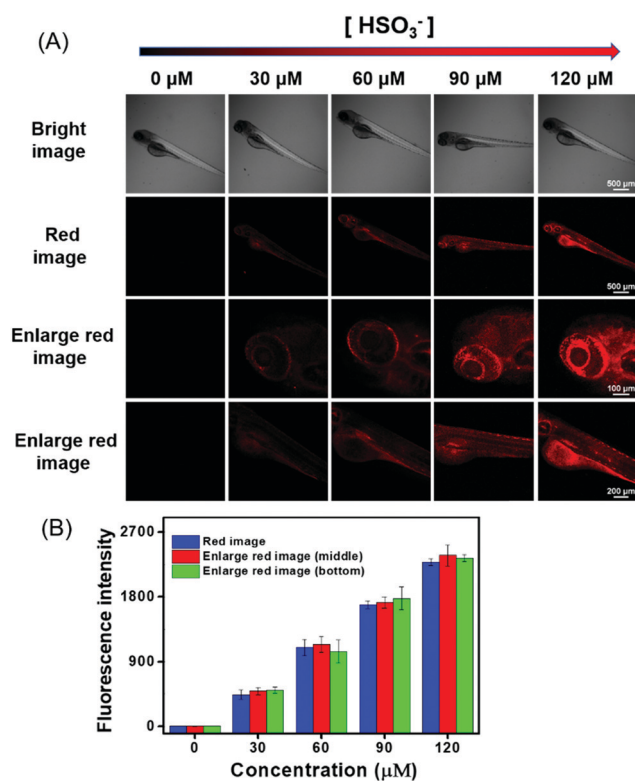 (A)
[ HSO₃⁻ ]
0 μM 30 μM 60 μM 90 μM 120 μM
Bright
image
500 μm
Red
image
500 μm
Enlarge red
image
100 μm
Enlarge red
image
200 μm
(B)
Fluorescence intensity
2700
1800
900
0
Red image
Enlarge red image (middle)
Enlarge red image (bottom)
0 30 60 90 120
Concentration (μM)